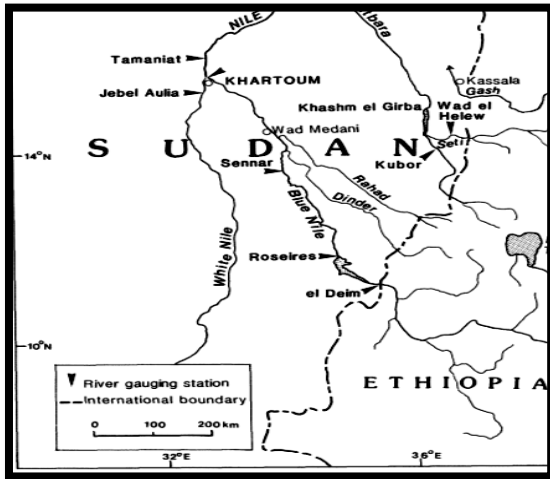 NILE
Tamaniat
KHARTOUM
Kassala
Gash
Jebel Aulia
Khashm el Girba
Wad el
Helew
Wad Medani
S U D A N
Setit
14°N
Kubor
Sennar
Rahad
Dinder
Blue Nile
White Nile
Roseires
el Deim
10°N
ETHIOPIA
River gauging station
International boundary
0 100 200 km
32°E
36°E